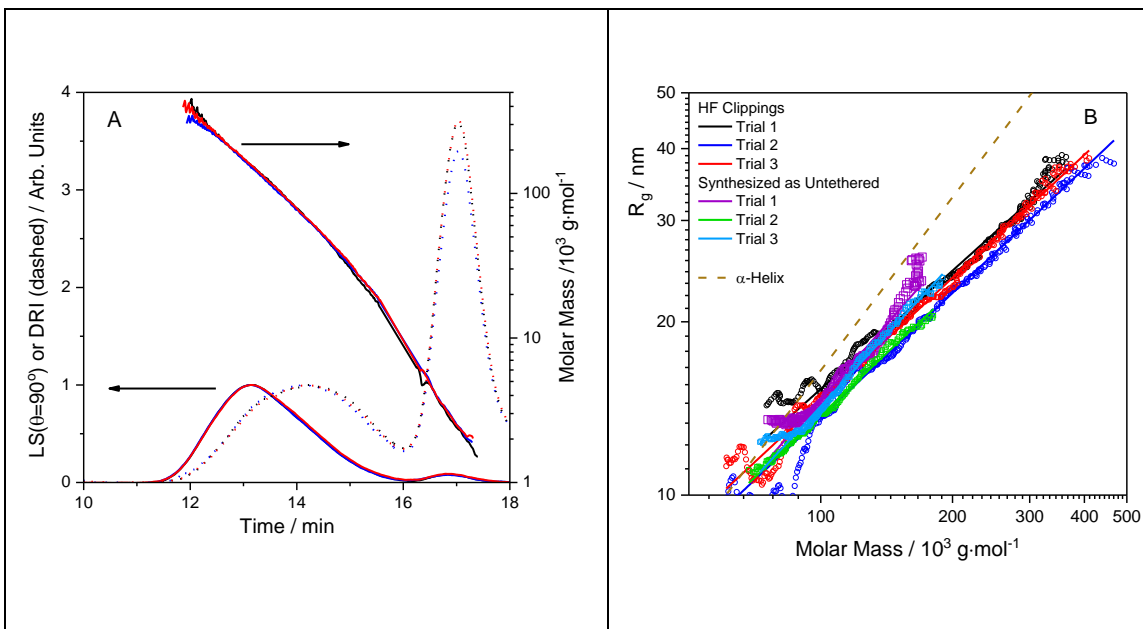 A
4
3
2
1
0
LS(θ=90°) or DRI (dashed) / Arb. Units
100
10
1
Molar Mass /10³ g·mol⁻¹
10 12 14 16 18
Time / min
B
50
40
30
20
10
R_g / nm
HF Clippings
Trial 1
Trial 2
Trial 3
Synthesized as Untethered
Trial 1
Trial 2
Trial 3
α-Helix
100 200 300 400 500
Molar Mass / 10³ g·mol⁻¹